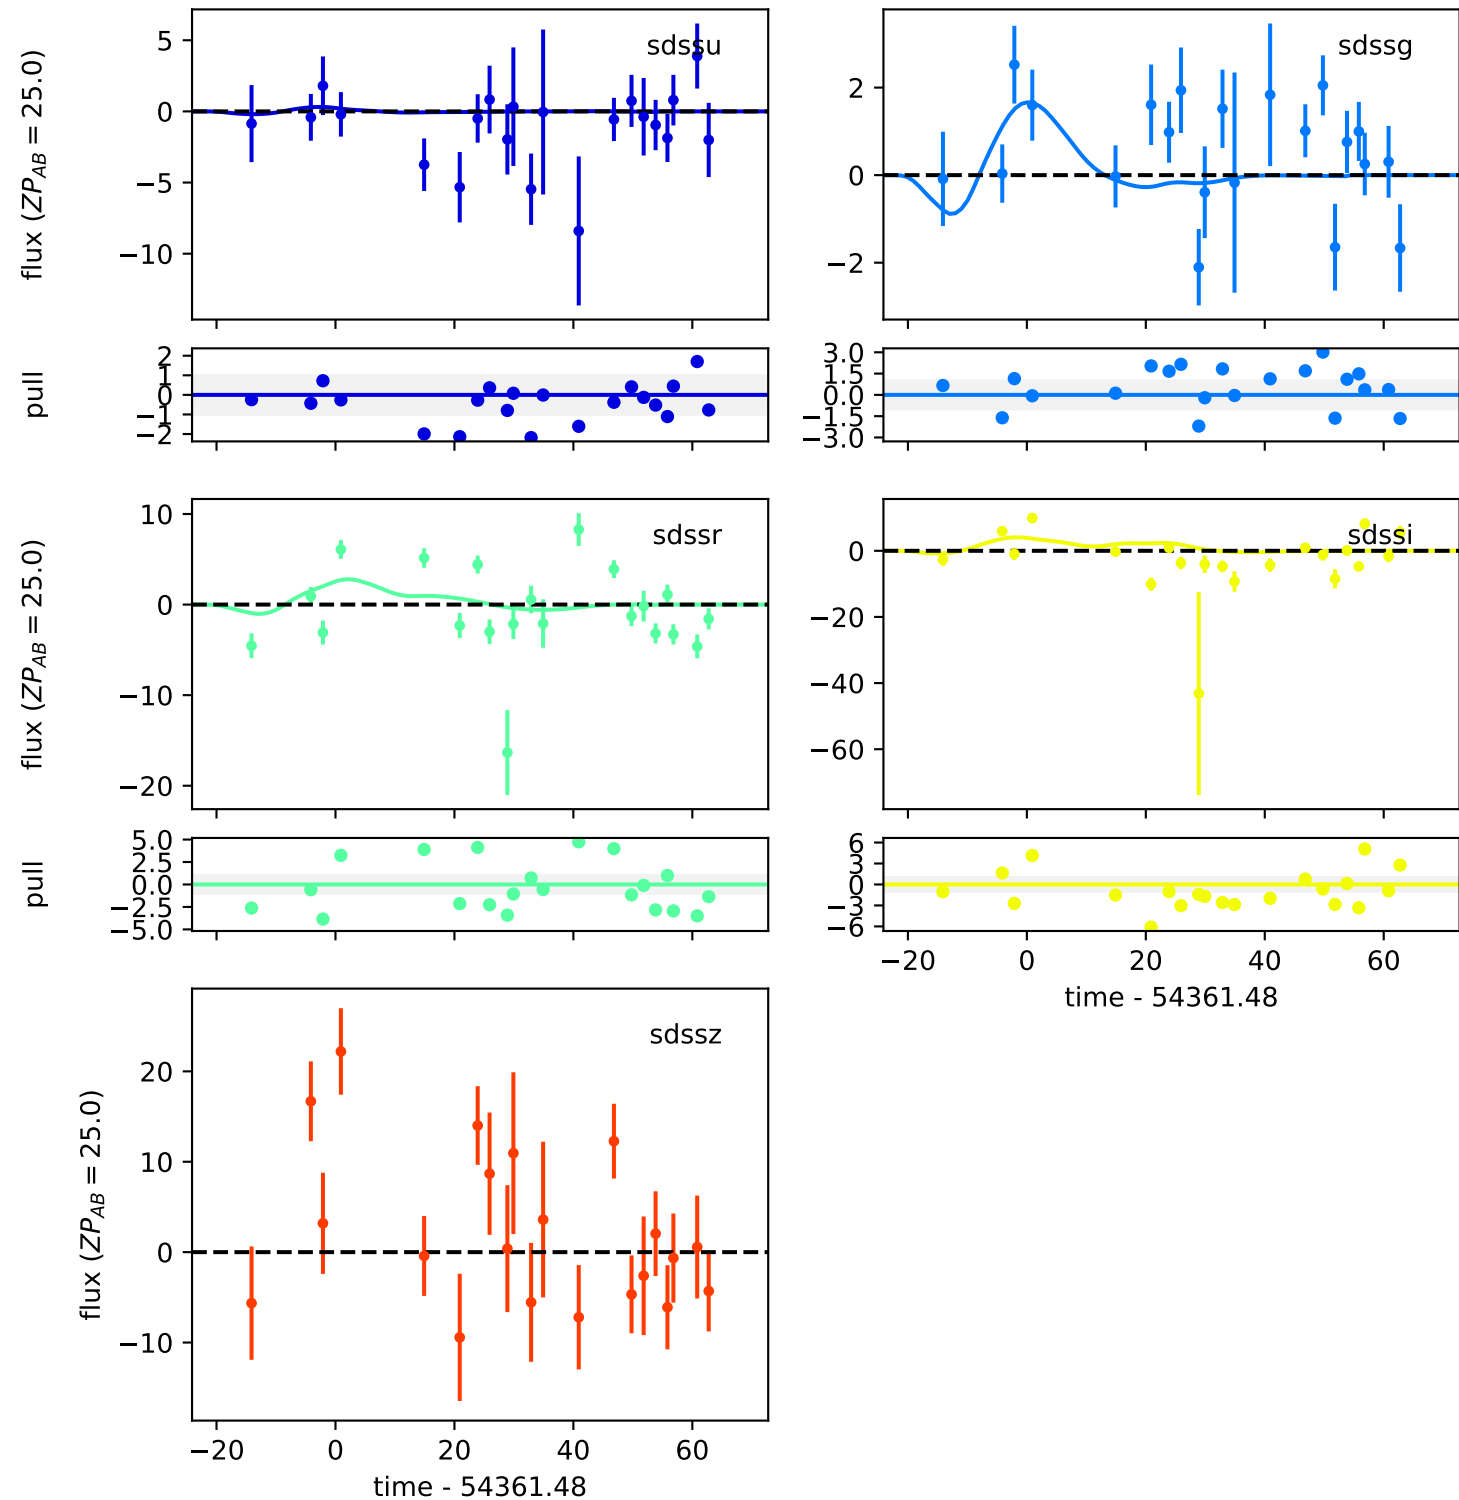 flux (ZP_AB = 25.0)
5
0
−5
−10
sdssu
2
0
−2
sdssg
pull
2
1
0
−1
−2
3.0
1.5
0.0
−1.5
−3.0
flux (ZP_AB = 25.0)
10
0
−10
−20
sdssr
0
−20
−40
−60
sdssi
pull
5.0
2.5
0.0
−2.5
−5.0
6
3
0
−3
−6
−20 0 20 40 60
time - 54361.48
flux (ZP_AB = 25.0)
20
10
0
−10
sdssz
−20 0 20 40 60
time - 54361.48